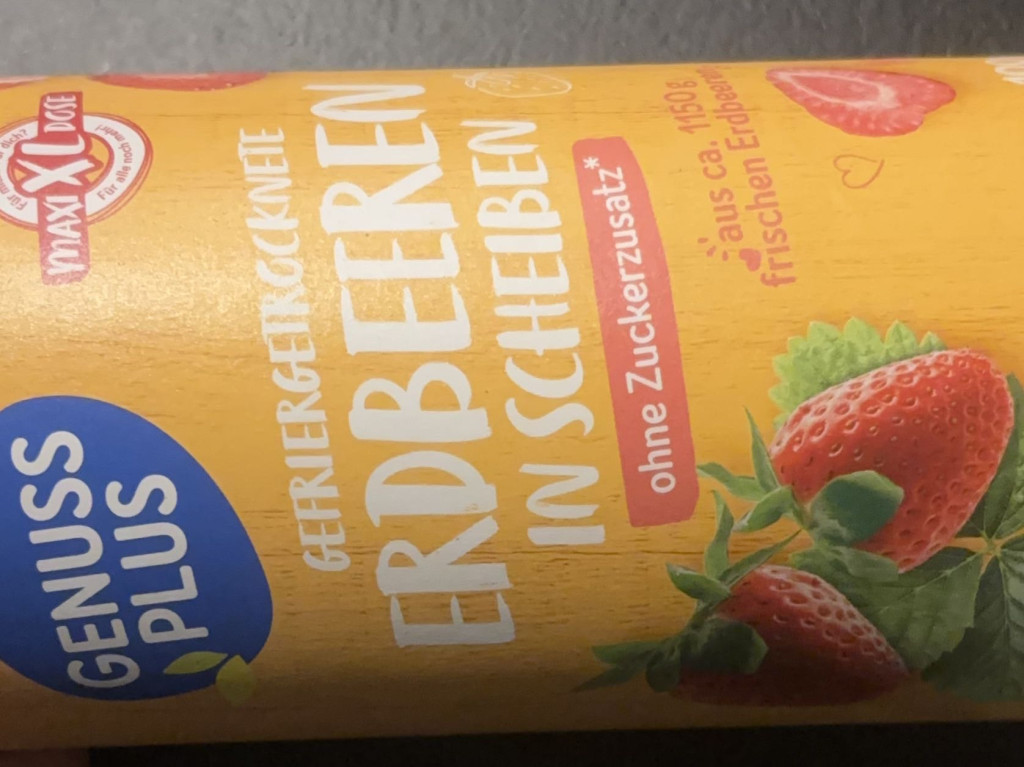 MAXI XL DOSE
Für alle noch mehr!
GENUSS
PLUS
GEFRIERGETROCKNETE
ERDBEEREN
IN SCHEIBEN
ohne Zuckerzusatz*
aus ca. 1150g
frischen Erdbeeren